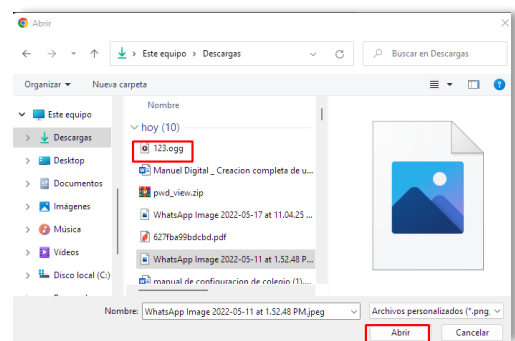 Abrir
Este equipo > Descargas
Buscar en Descargas
Organizar
Nueva carpeta
Nombre
Este equipo
hoy (10)
Descargas
123.ogg
Desktop
Manuel Digital _ Creacion completa de u...
Documentos
pwd_view.zip
Imágenes
WhatsApp Image 2022-05-17 at 11.04.25 ...
Música
627fba99bdcbd.pdf
Vídeos
WhatsApp Image 2022-05-11 at 1.52.48 P...
Disco local (C:)
manual de configuracion de colegio (1)....
Nombre: WhatsApp Image 2022-05-11 at 1.52.48 PM.jpeg
Archivos personalizados (*.png,
Abrir
Cancelar